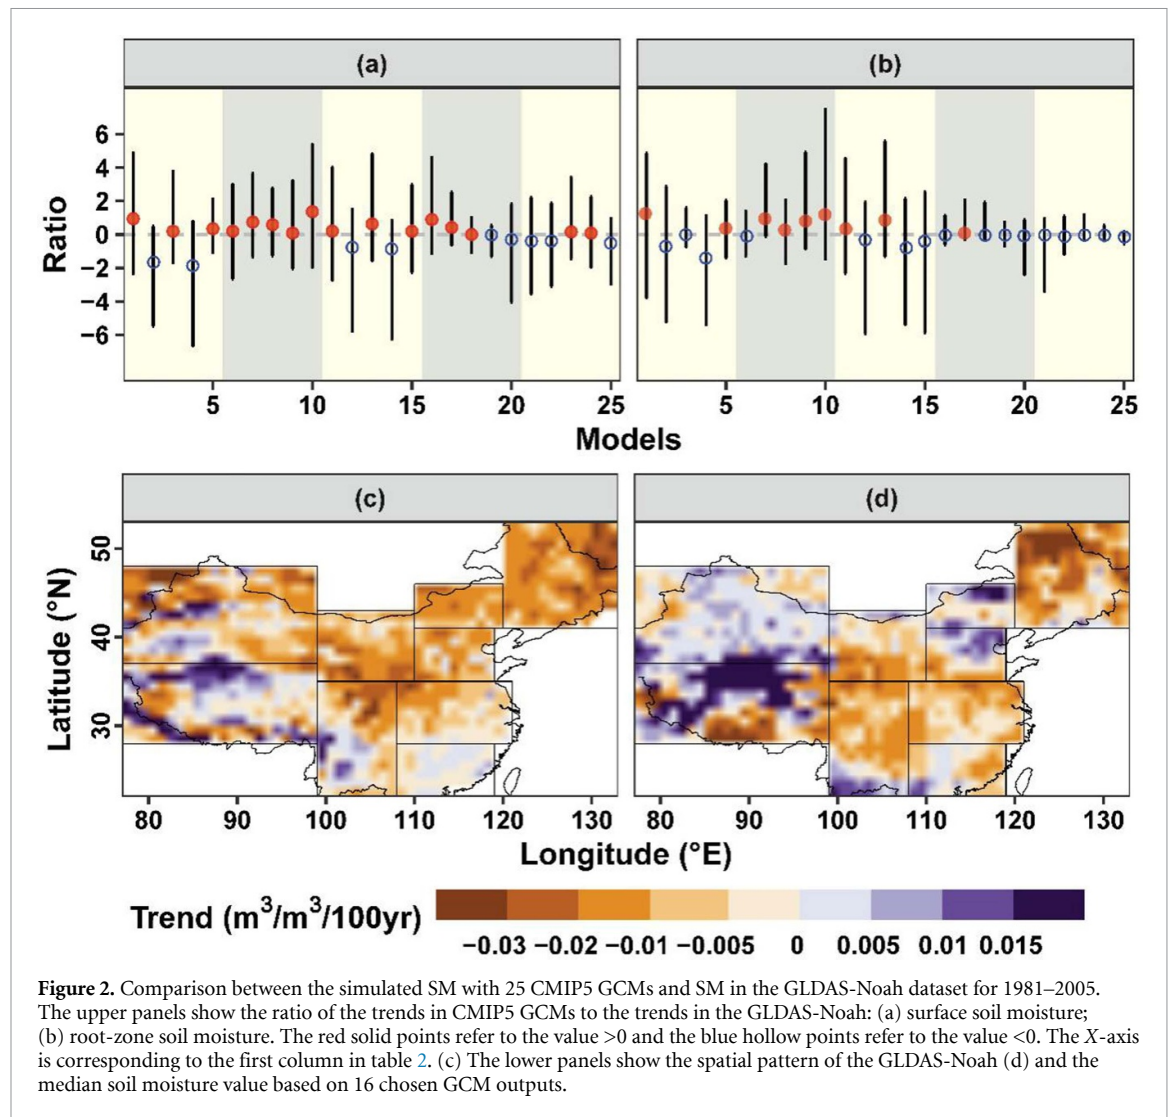 (a)
(b)
Ratio
6
4
2
0
−2
−4
−6
5 10 15 20 25
5 10 15 20 25
Models
(c)
(d)
Latitude (°N)
50
40
30
80 90 100 110 120 130
80 90 100 110 120 130
Longitude (°E)
Trend (m³/m³/100yr)
−0.03 −0.02 −0.01 −0.005 0 0.005 0.01 0.015
Figure 2. Comparison between the simulated SM with 25 CMIP5 GCMs and SM in the GLDAS-Noah dataset for 1981–2005.
The upper panels show the ratio of the trends in CMIP5 GCMs to the trends in the GLDAS-Noah: (a) surface soil moisture;
(b) root-zone soil moisture. The red solid points refer to the value >0 and the blue hollow points refer to the value <0. The X-axis
is corresponding to the first column in table 2. (c) The lower panels show the spatial pattern of the GLDAS-Noah (d) and the
median soil moisture value based on 16 chosen GCM outputs.